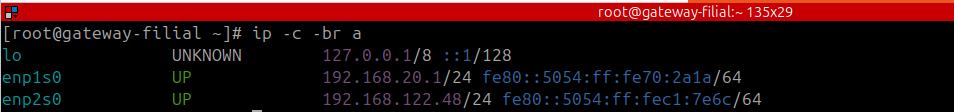 root@gateway-filial:~ 135x29
[root@gateway-filial ~]# ip -c -br a
lo UNKNOWN 127.0.0.1/8 ::1/128
enp1s0 UP 192.168.20.1/24 fe80::5054:ff:fe70:2a1a/64
enp2s0 UP 192.168.122.48/24 fe80::5054:ff:fec1:7e6c/64